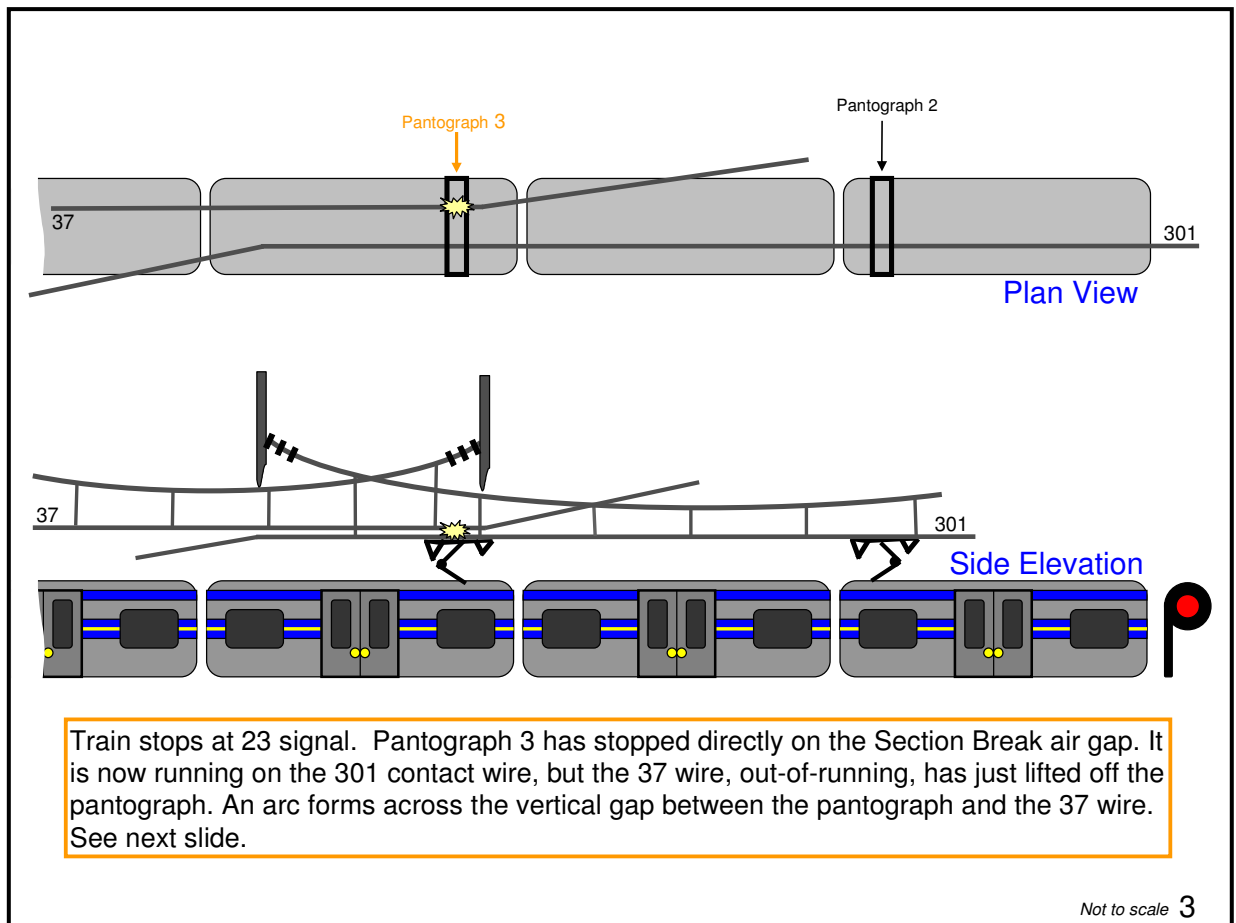 Pantograph 3
Pantograph 2
37
301
Plan View
37
301
Side Elevation
Train stops at 23 signal. Pantograph 3 has stopped directly on the Section Break air gap. It
is now running on the 301 contact wire, but the 37 wire, out-of-running, has just lifted off the
pantograph. An arc forms across the vertical gap between the pantograph and the 37 wire.
See next slide.
Not to scale 3